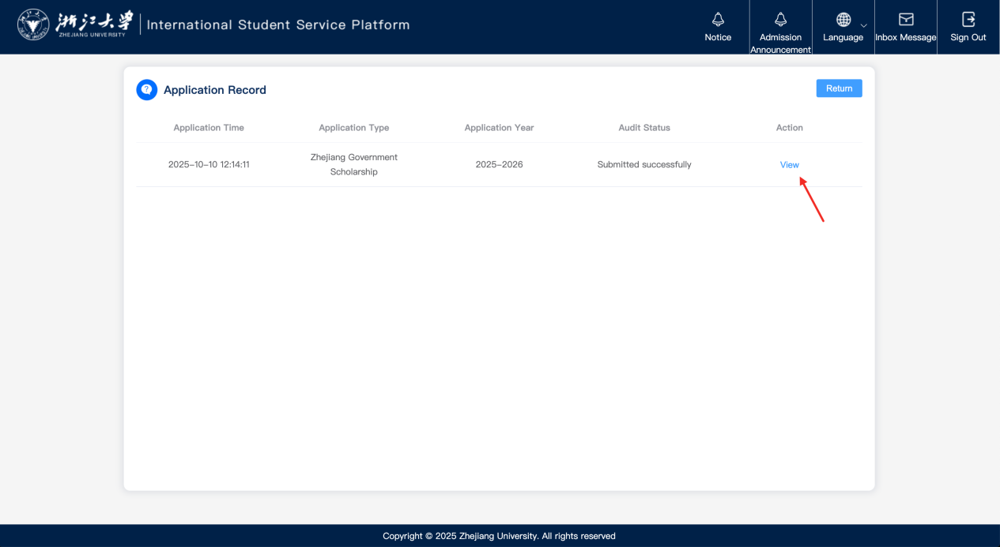 浙江大学
ZHEJIANG UNIVERSITY
International Student Service Platform
Notice
Admission
Announcement
Language
Inbox Message
Sign Out
Application Record
Return
Application Time
Application Type
Application Year
Audit Status
Action
2025-10-10 12:14:11
Zhejiang Government
Scholarship
2025-2026
Submitted successfully
View
Copyright © 2025 Zhejiang University. All rights reserved